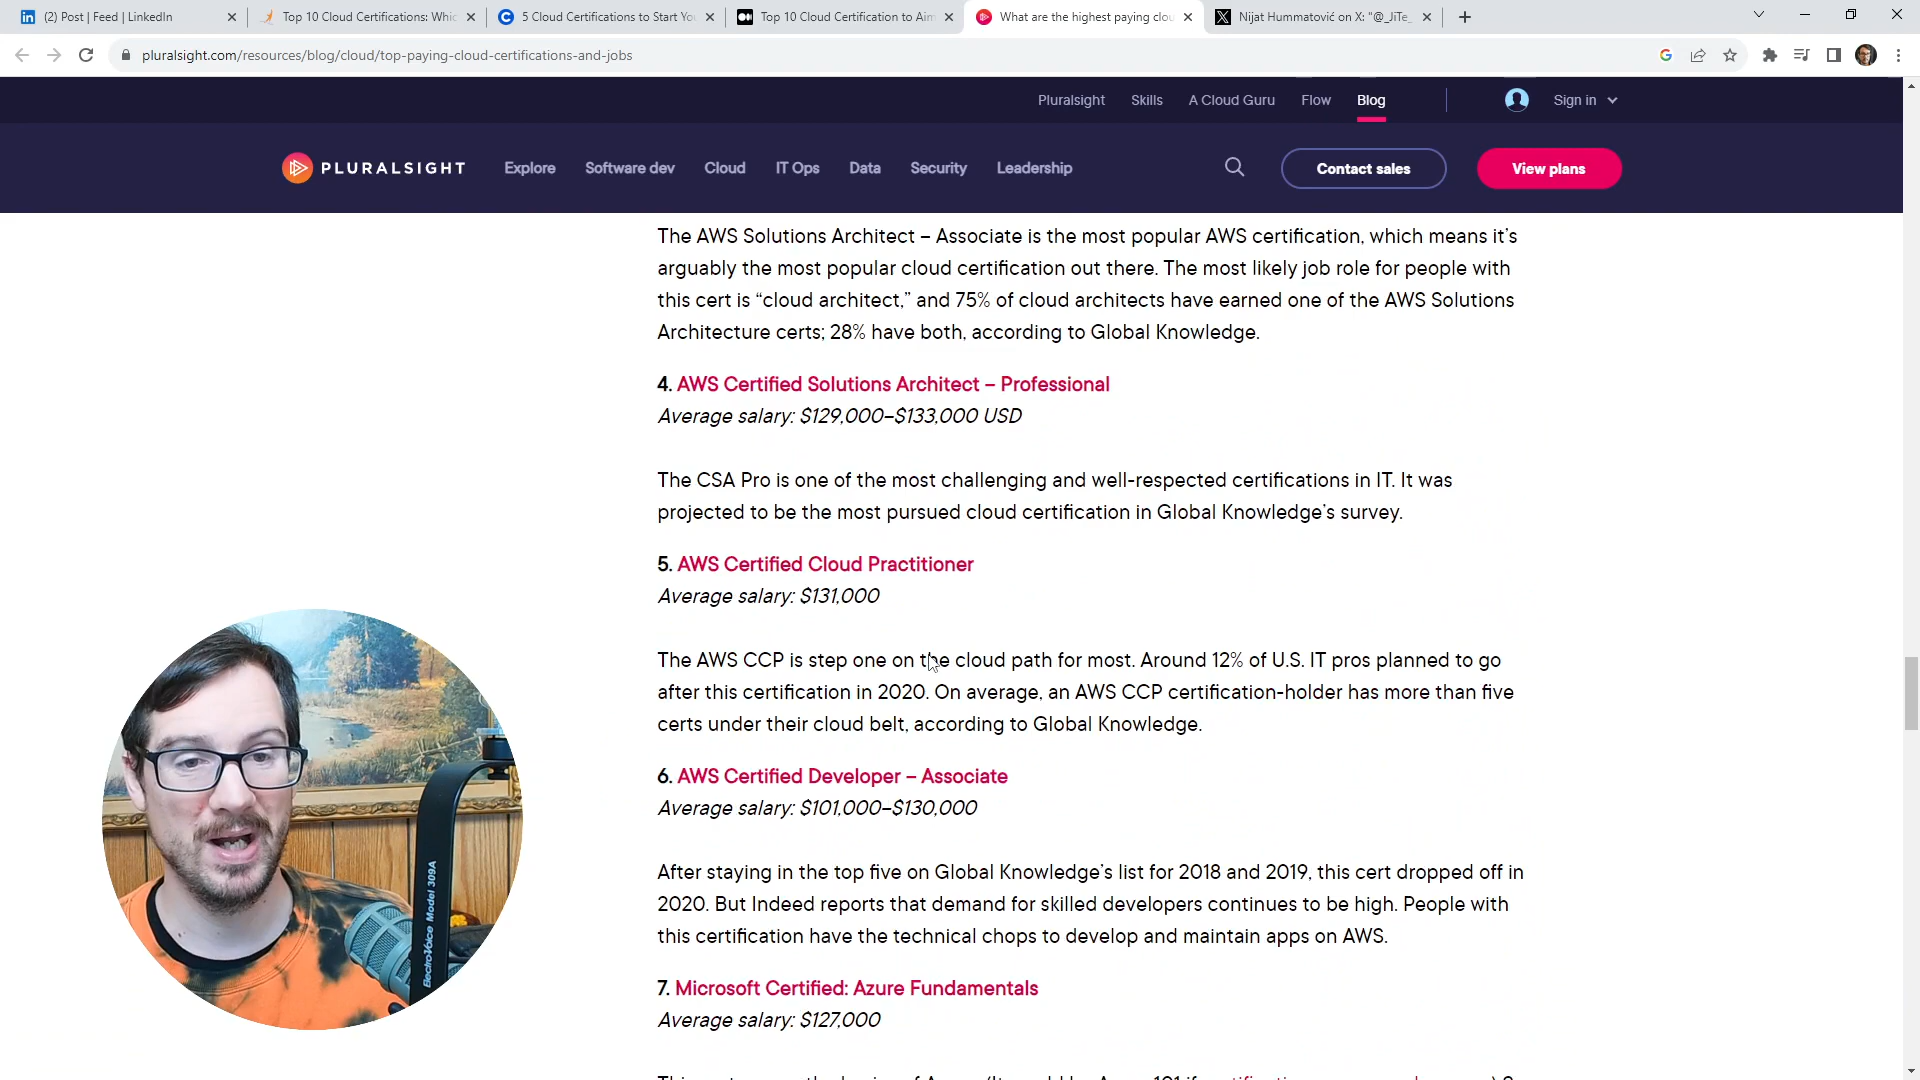 (2) Post | Feed | LinkedIn
Top 10 Cloud Certifications: Whic
5 Cloud Certifications to Start Yo
Top 10 Cloud Certification to Aim
What are the highest paying clou
Nijat Hummatović on X: "@_JiTe_
pluralsight.com/resources/blog/cloud/top-paying-cloud-certifications-and-jobs
Pluralsight Skills A Cloud Guru Flow Blog Sign in
PLURALSIGHT Explore Software dev Cloud IT Ops Data Security Leadership Contact sales View plans
The AWS Solutions Architect – Associate is the most popular AWS certification, which means it’s
arguably the most popular cloud certification out there. The most likely job role for people with
this cert is “cloud architect,” and 75% of cloud architects have earned one of the AWS Solutions
Architecture certs; 28% have both, according to Global Knowledge.
4. AWS Certified Solutions Architect – Professional
Average salary: $129,000–$133,000 USD
The CSA Pro is one of the most challenging and well-respected certifications in IT. It was
projected to be the most pursued cloud certification in Global Knowledge’s survey.
5. AWS Certified Cloud Practitioner
Average salary: $131,000
The AWS CCP is step one on the cloud path for most. Around 12% of U.S. IT pros planned to go
after this certification in 2020. On average, an AWS CCP certification-holder has more than five
certs under their cloud belt, according to Global Knowledge.
6. AWS Certified Developer – Associate
Average salary: $101,000–$130,000
After staying in the top five on Global Knowledge’s list for 2018 and 2019, this cert dropped off in
2020. But Indeed reports that demand for skilled developers continues to be high. People with
this certification have the technical chops to develop and maintain apps on AWS.
7. Microsoft Certified: Azure Fundamentals
Average salary: $127,000
ElectroVoice Model 309A